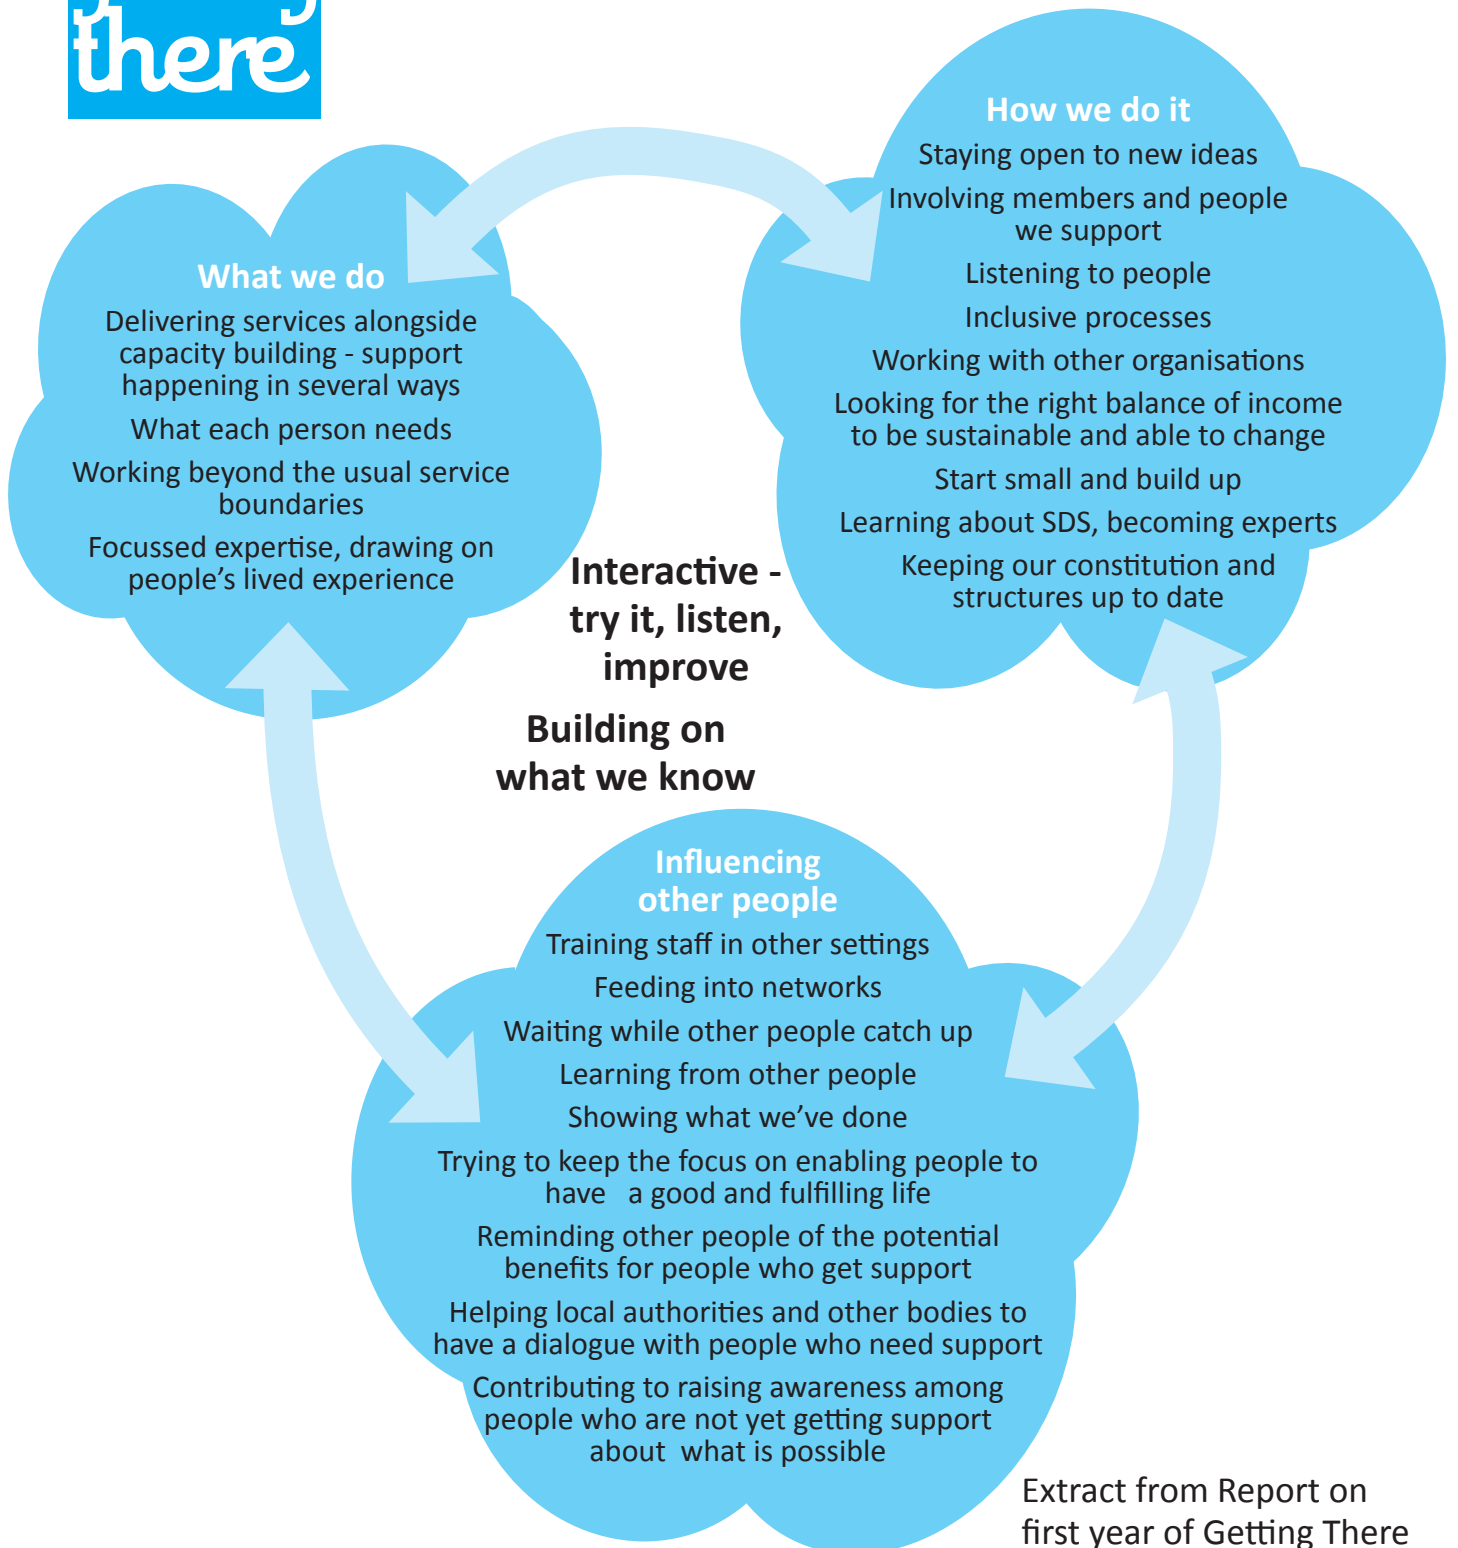 there
What we do
Delivering services alongside
capacity building - support
happening in several ways
What each person needs
Working beyond the usual service
boundaries
Focussed expertise, drawing on
people's lived experience
How we do it
Staying open to new ideas
Involving members and people
we support
Listening to people
Inclusive processes
Working with other organisations
Looking for the right balance of income
to be sustainable and able to change
Start small and build up
Learning about SDS, becoming experts
Keeping our constitution and
structures up to date
Interactive -
try it, listen,
improve
Building on
what we know
Influencing
other people
Training staff in other settings
Feeding into networks
Waiting while other people catch up
Learning from other people
Showing what we've done
Trying to keep the focus on enabling people to
have   a good and fulfilling life
Reminding other people of the potential
benefits for people who get support
Helping local authorities and other bodies to
have a dialogue with people who need support
Contributing to raising awareness among
people who are not yet getting support
about  what is possible
Extract from Report on
first year of Getting There